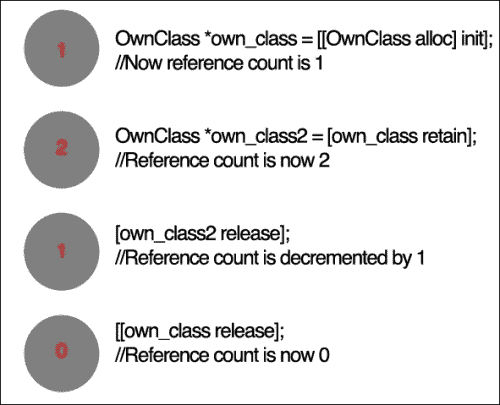 1
OwnClass *own_class = [[OwnClass alloc] init];
//Now reference count is 1
2
OwnClass *own_class2 = [own_class retain];
//Reference count is now 2
1
[own_class2 release];
//Reference count is decremented by 1
0
[[own_class release];
//Reference count is now 0